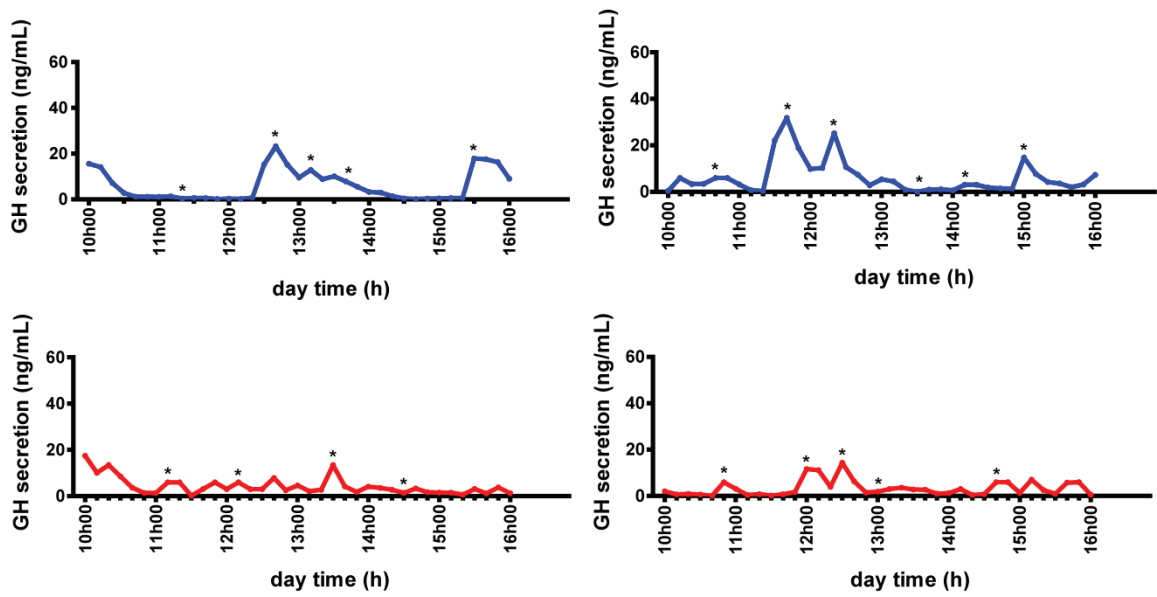 GH secretion (ng/mL)
60
40
20
0
*
*
*
*
*
10h00
11h00
12h00
13h00
14h00
15h00
16h00
day time (h)
GH secretion (ng/mL)
60
40
20
0
*
*
*
*
*
*
10h00
11h00
12h00
13h00
14h00
15h00
16h00
day time (h)
GH secretion (ng/mL)
60
40
20
0
*
*
*
*
10h00
11h00
12h00
13h00
14h00
15h00
16h00
day time (h)
GH secretion (ng/mL)
60
40
20
0
*
*
*
*
*
10h00
11h00
12h00
13h00
14h00
15h00
16h00
day time (h)